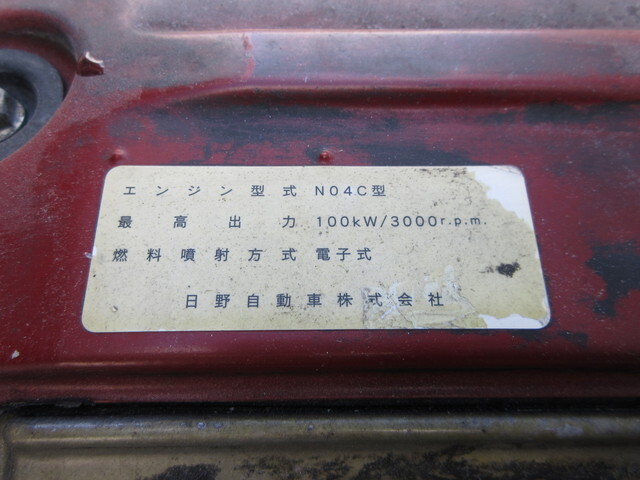 エンジン型式 N04C型
最高出力 100kW/3000r.p.m.
燃料噴射方式 電子式
日野自動車株式会社